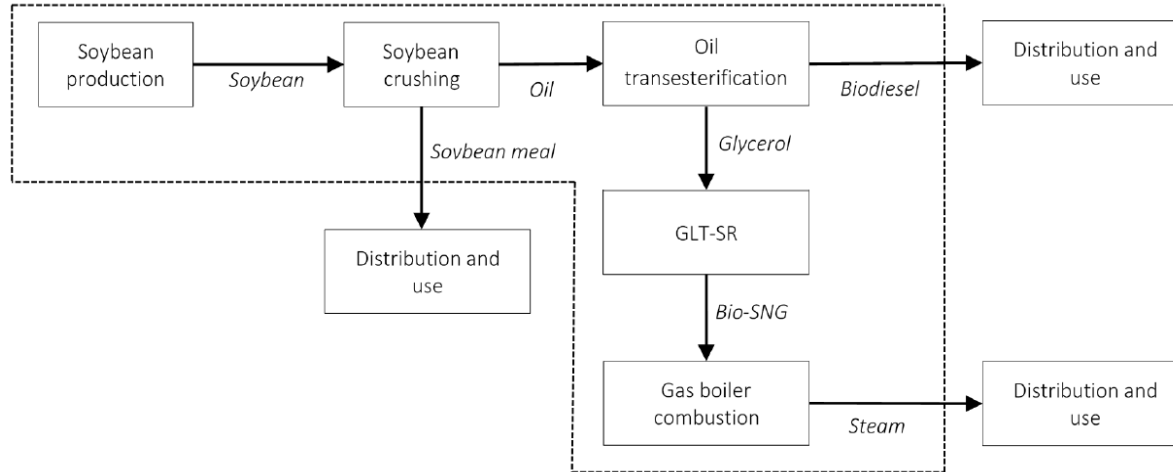 Soybean
production
Soybean
Soybean
crushing
Oil
Oil
transesterification
Biodiesel
Distribution and
use
Sovbean meal
Glycerol
Distribution and
use
GLT-SR
Bio-SNG
Gas boiler
combustion
Steam
Distribution and
use